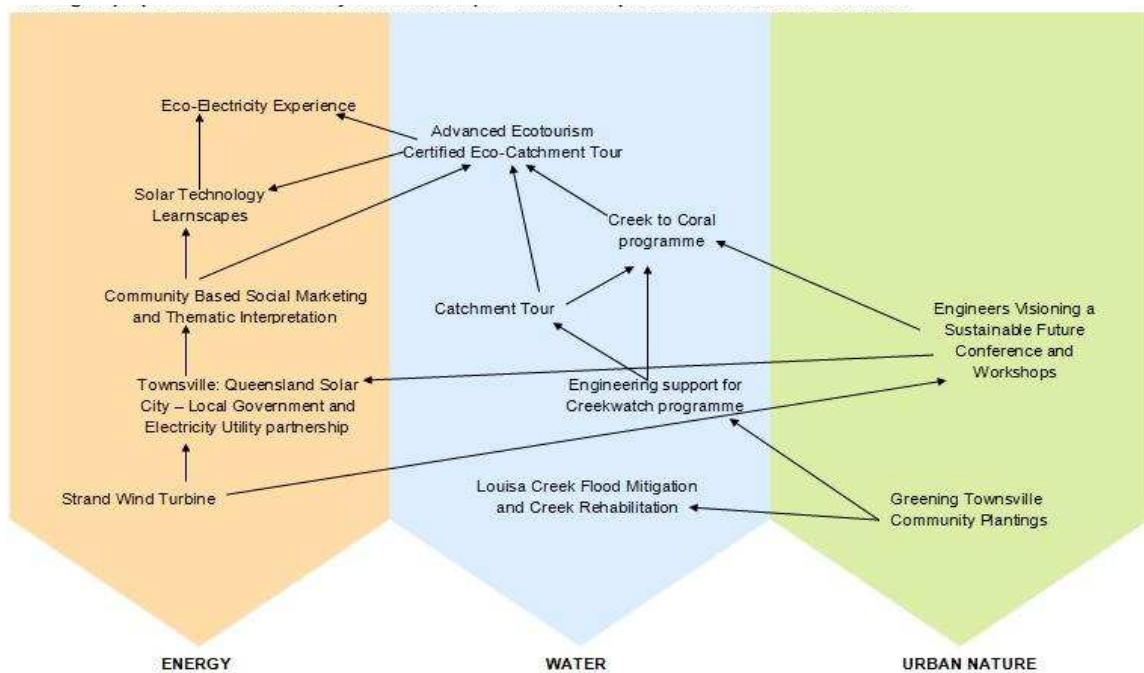 Eco-Electricity Experience
Advanced Ecotourism
Certified Eco-Catchment Tour
Solar Technology
Learnscapes
Creek to Coral
programme
Community Based Social Marketing
and Thematic Interpretation
Catchment Tour
Engineers Visioning a
Sustainable Future
Conference and
Workshops
Townsville: Queensland Solar
City – Local Government and
Electricity Utility partnership
Engineering support for
Creekwatch programme
Strand Wind Turbine
Louisa Creek Flood Mitigation
and Creek Rehabilitation
Greening Townsville
Community Plantings
ENERGY
WATER
URBAN NATURE